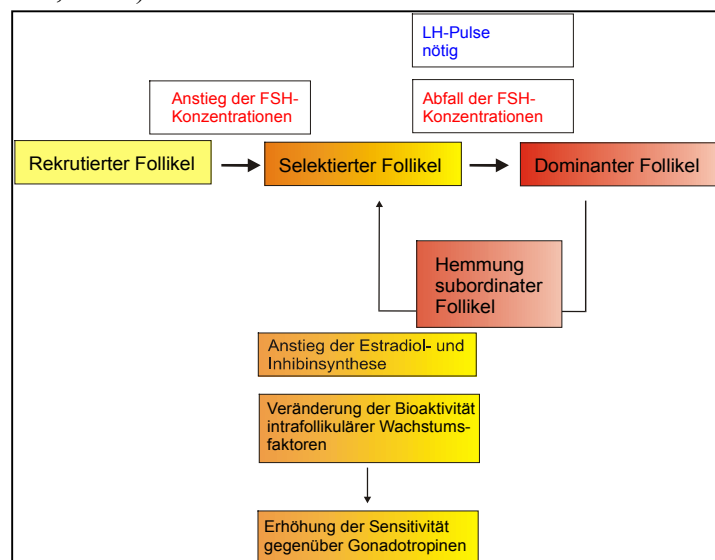 LH-Pulse
nötig
Anstieg der FSH-
Konzentrationen
Abfall der FSH-
Konzentrationen
Rekrutierter Follikel
Selektierter Follikel
Dominanter Follikel
Hemmung
subordinater
Follikel
Anstieg der Estradiol- und
Inhibinsynthese
Veränderung der Bioaktivität
intrafollikulärer Wachstums-
faktoren
Erhöhung der Sensitivität
gegenüber Gonadotropinen